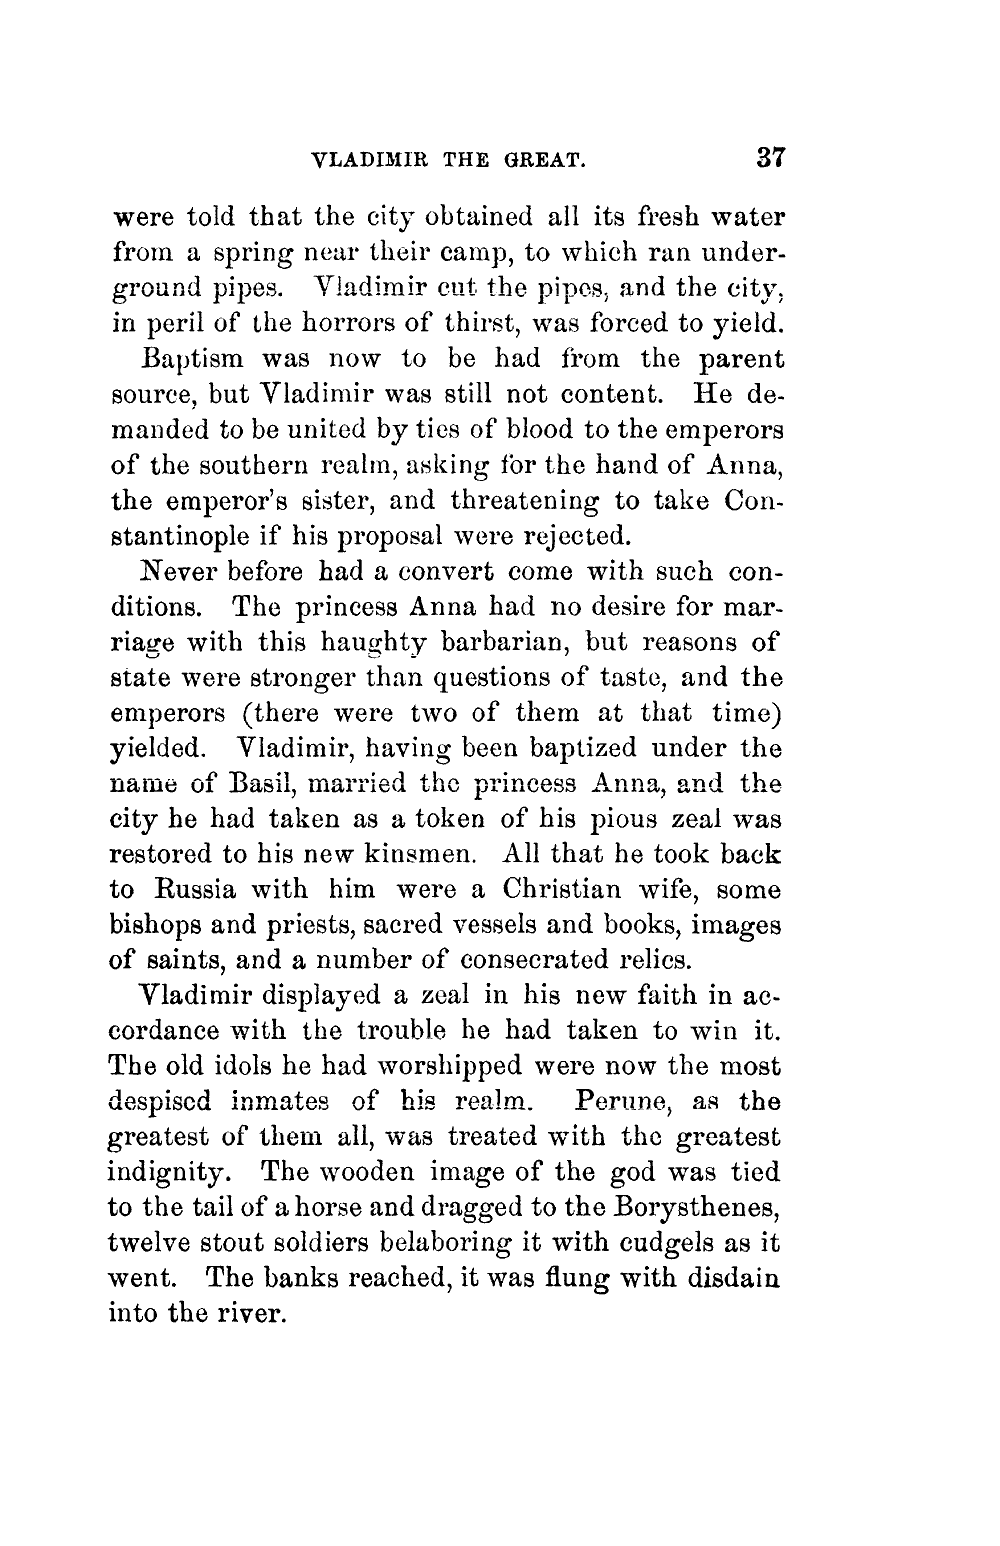 VLADIMIR THE GREAT. 37
were told that the city obtained all its fresh water
from a spring near their camp, to which ran under-
ground pipes. Vladimir cut the pipes, and the city,
in peril of the horrors of thirst, was forced to yield.
Baptism was now to be had from the parent
source, but Vladimir was still not content. He de-
manded to be united by ties of blood to the emperors
of the southern realm, asking for the hand of Anna,
the emperor's sister, and threatening to take Con-
stantinople if his proposal were rejected.
Never before had a convert come with such con-
ditions. The princess Anna had no desire for mar-
riage with this haughty barbarian, but reasons of
state were stronger than questions of taste, and the
emperors (there were two of them at that time)
yielded. Vladimir, having been baptized under the
name of Basil, married the princess Anna, and the
city he had taken as a token of his pious zeal was
restored to his new kinsmen. All that he took back
to Russia with him were a Christian wife, some
bishops and priests, sacred vessels and books, images
of saints, and a number of consecrated relics.
Vladimir displayed a zeal in his new faith in ac-
cordance with the trouble he had taken to win it.
The old idols he had worshipped were now the most
despised inmates of his realm. Perune, as the
greatest of them all, was treated with the greatest
indignity. The wooden image of the god was tied
to the tail of a horse and dragged to the Borysthenes,
twelve stout soldiers belaboring it with cudgels as it
went. The banks reached, it was flung with disdain
into the river.